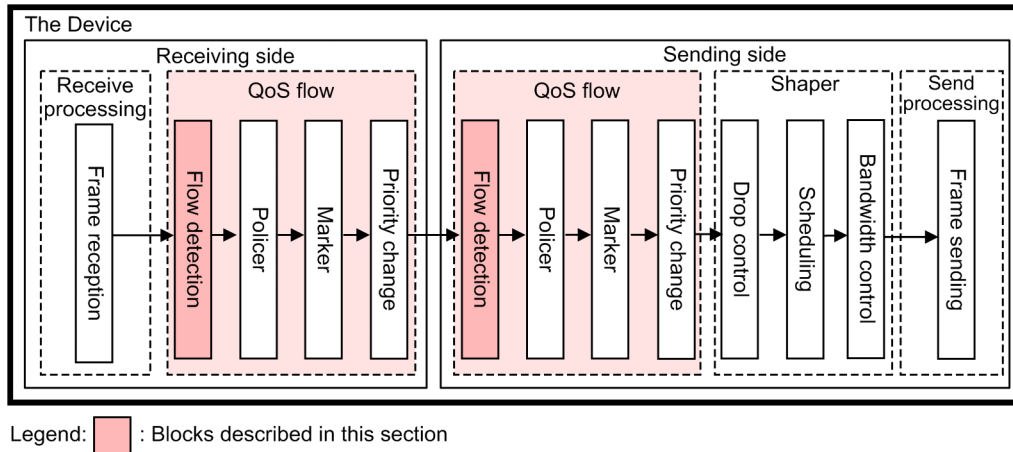 The Device
Receiving side
Receive
processing
Frame reception
QoS flow
Flow detection
Policer
Marker
Priority change
Sending side
QoS flow
Flow detection
Policer
Marker
Priority change
Shaper
Drop control
Scheduling
Bandwidth control
Send
processing
Frame sending
Legend: : Blocks described in this section